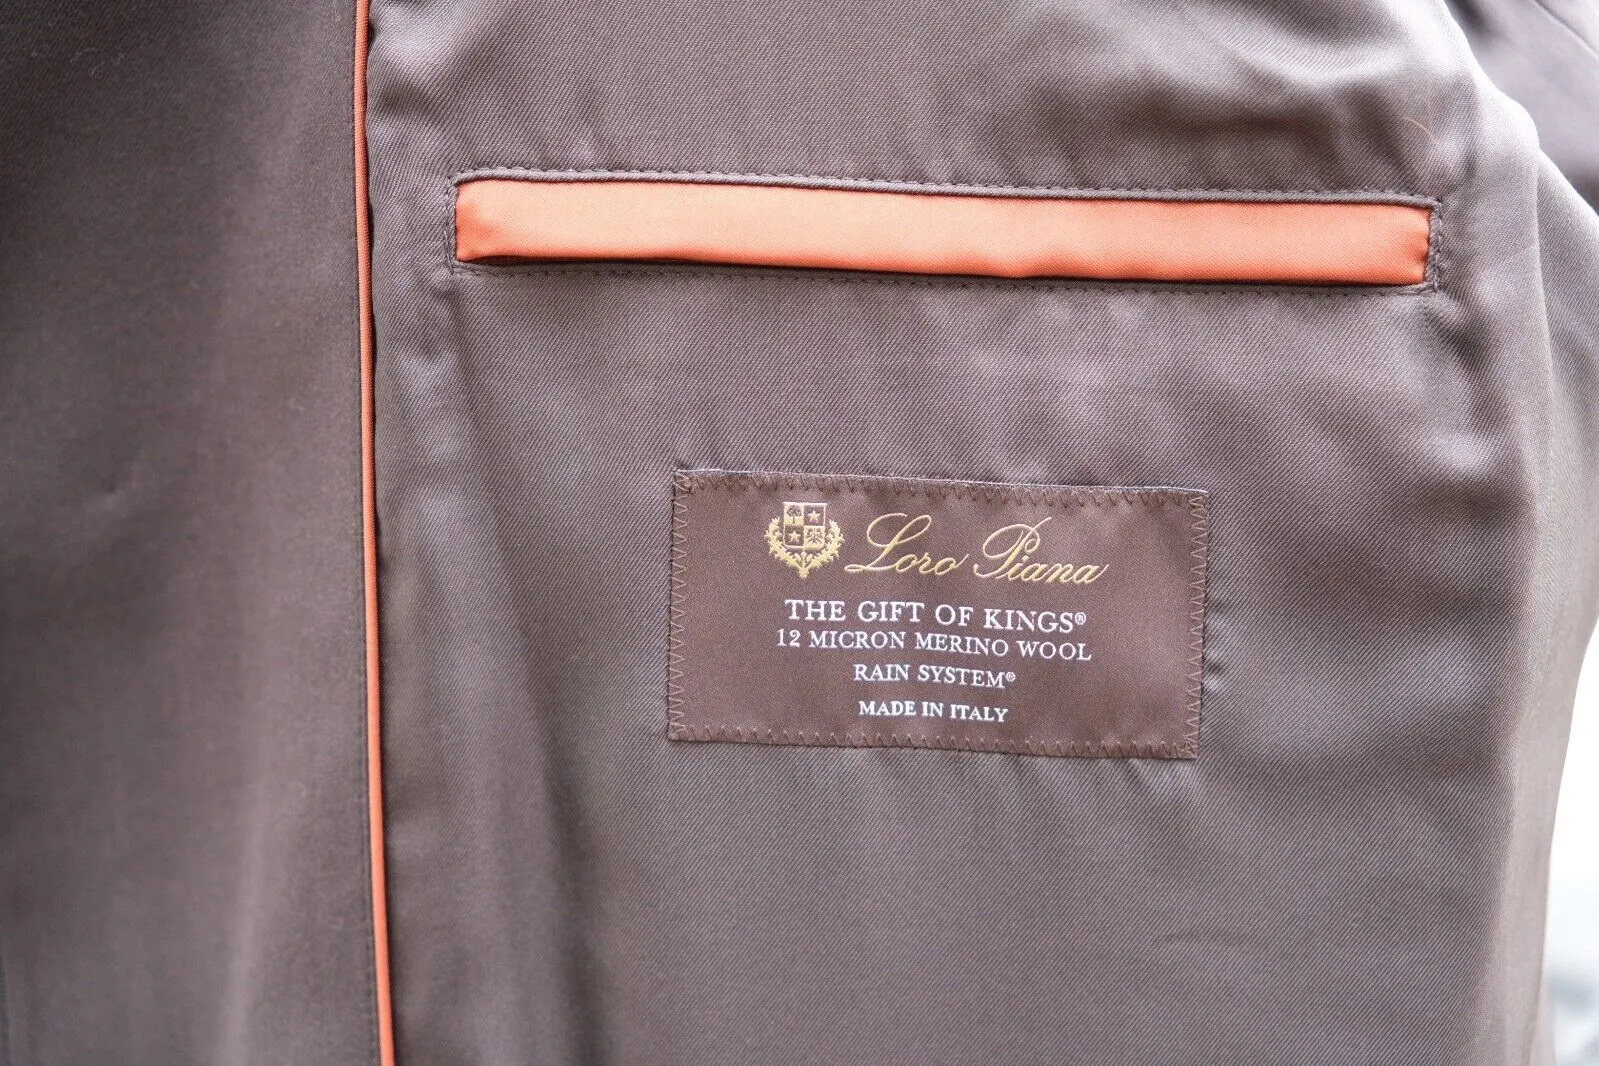 Loro Piana
THE GIFT OF KINGS®
12 MICRON MERINO WOOL
RAIN SYSTEM®
MADE IN ITALY